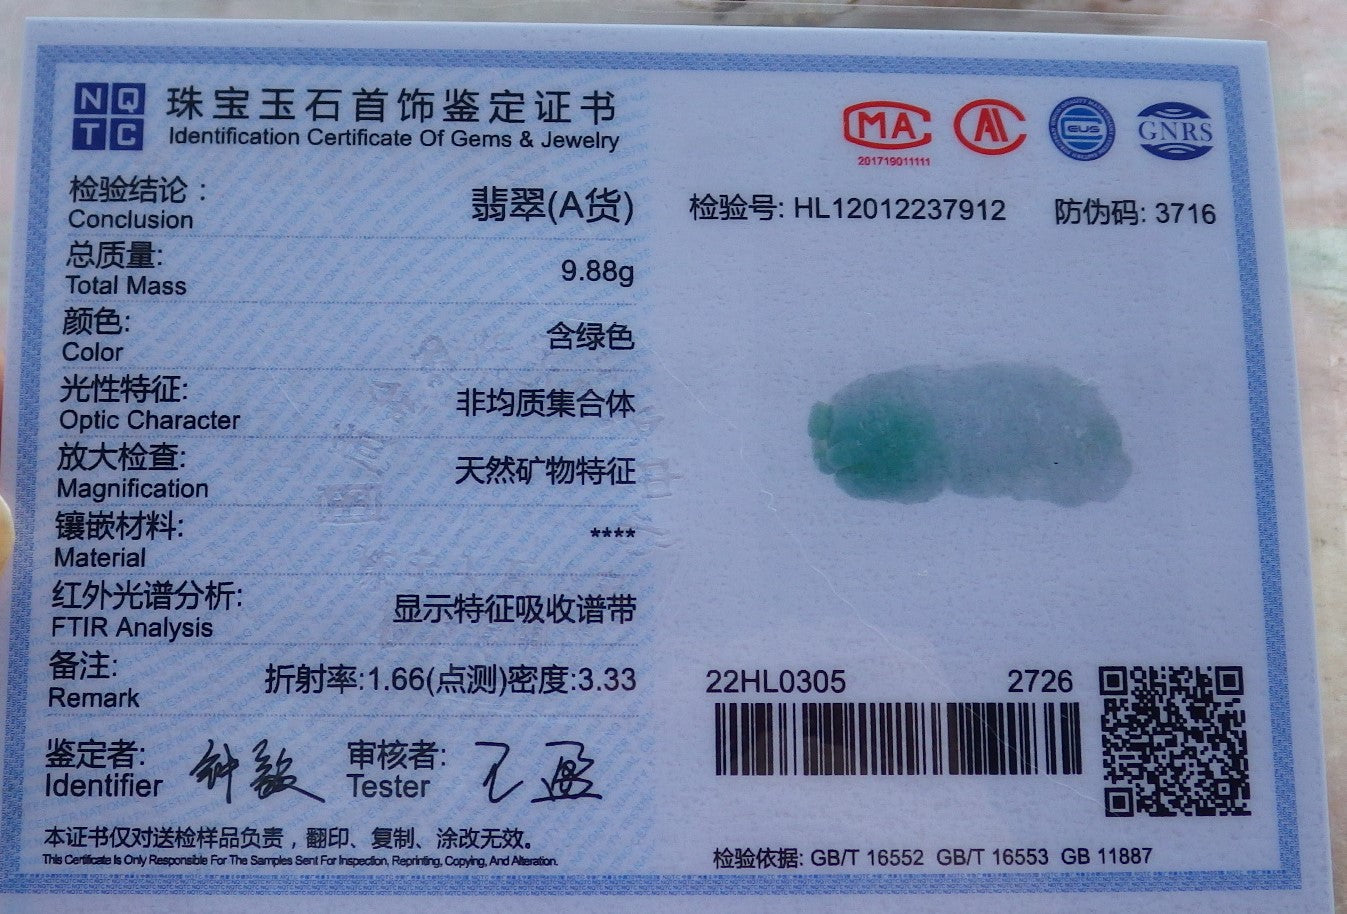 NQTC
珠宝玉石首饰鉴定证书
Identification Certificate Of Gems & Jewelry
检验结论：
Conclusion
翡翠(A货)
总质量:
Total Mass
9.88g
颜色:
Color
含绿色
光性特征:
Optic Character
非均质集合体
放大检查:
Magnification
天然矿物特征
镶嵌材料:
Material
****
红外光谱分析:
FTIR Analysis
显示特征吸收谱带
备注:
Remark
折射率:1.66(点测)密度:3.33
鉴定者:
Identifier
审核者:
Tester
本证书仅对送检样品负责，翻印、复制、涂改无效。
This Certificate Is Only Responsible For The Samples Sent For Inspection, Reprinting, Copying, And Alteration.
MA
201719011111
GNRS
检验号: HL12012237912
防伪码: 3716
22HL0305
2726
检验依据: GB/T 16552 GB/T 16553 GB 11887